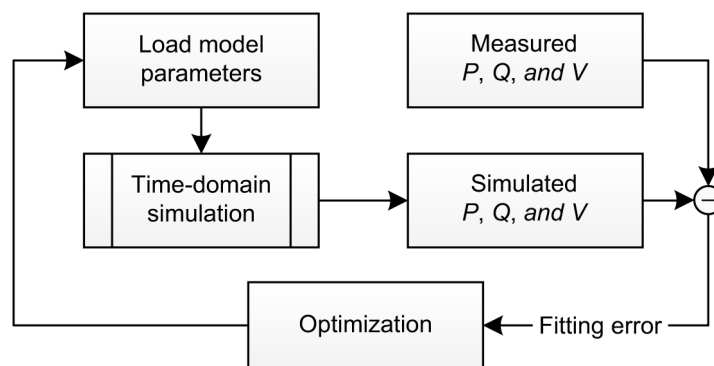 Load model
parameters
Measured
P, Q, and V
Time-domain
simulation
Simulated
P, Q, and V
−
Optimization
Fitting error